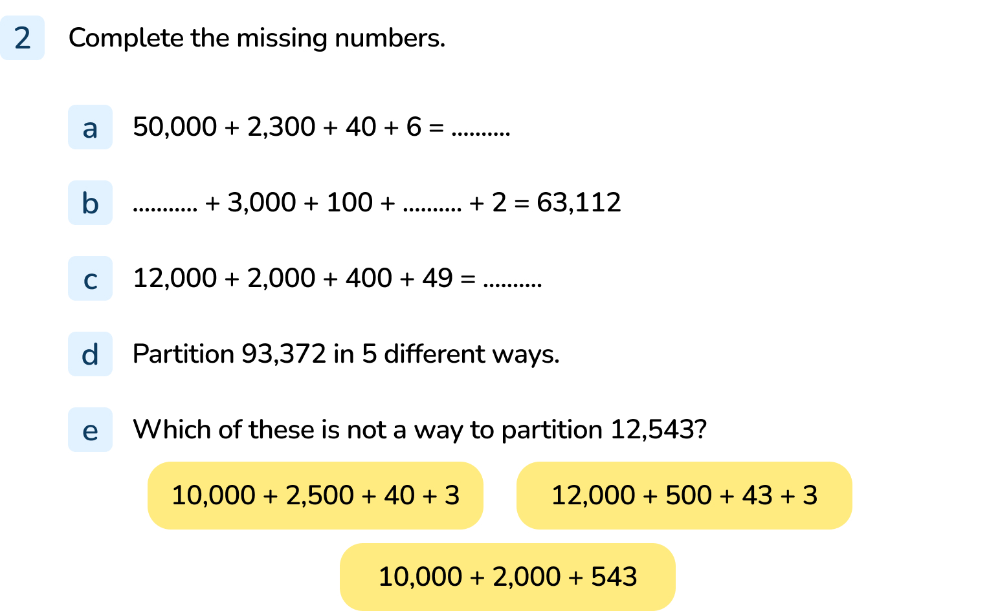 2 Complete the missing numbers.
a 50,000 + 2,300 + 40 + 6 = ..........
b ........... + 3,000 + 100 + .......... + 2 = 63,112
c 12,000 + 2,000 + 400 + 49 = ..........
d Partition 93,372 in 5 different ways.
e Which of these is not a way to partition 12,543?
10,000 + 2,500 + 40 + 3 12,000 + 500 + 43 + 3
10,000 + 2,000 + 543